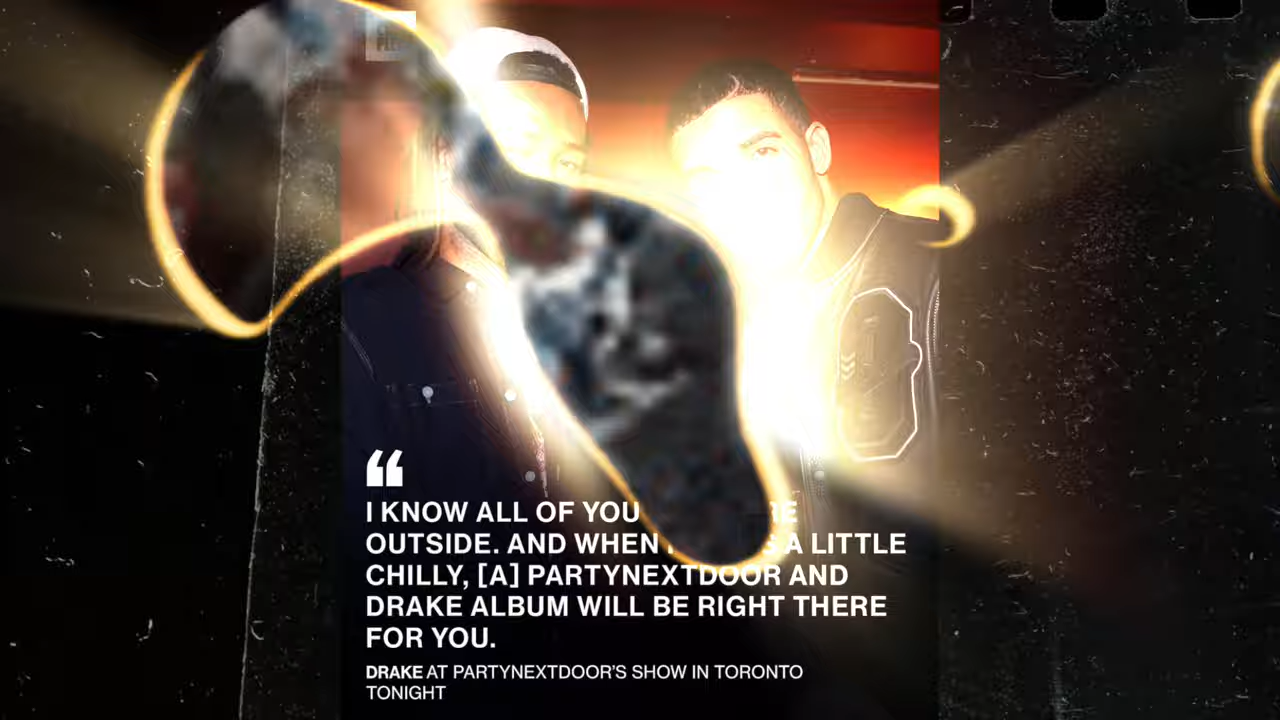 “
I KNOW ALL OF YOU
OUTSIDE. AND WHEN A LITTLE
CHILLY, [A] PARTYNEXTDOOR AND
DRAKE ALBUM WILL BE RIGHT THERE
FOR YOU.
DRAKE AT PARTYNEXTDOOR’S SHOW IN TORONTO
TONIGHT